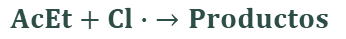 AcEt + Cl · → Productos